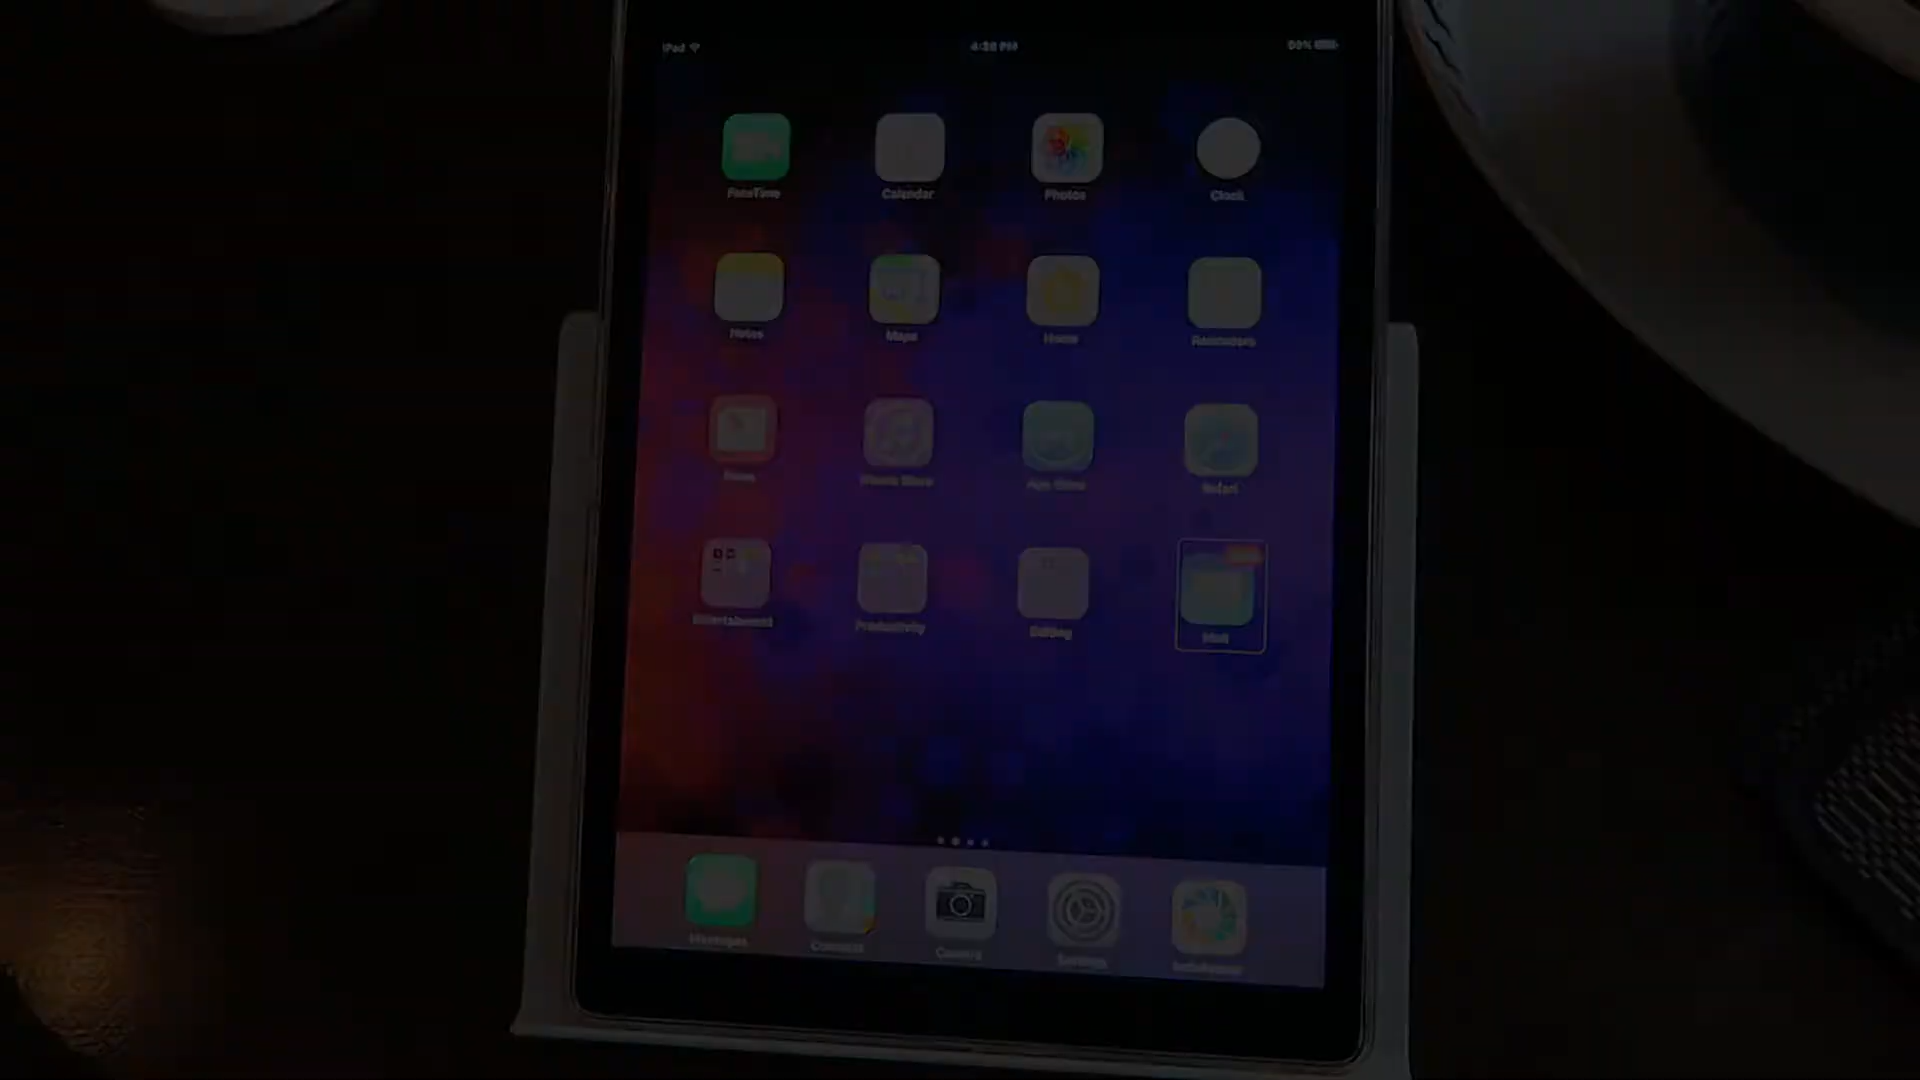 iPad
4:38 PM
FaceTime
Calendar
Photos
Clock
Notes
Maps
Home
Reminders
News
iTunes Store
App Store
Safari
Entertainment
Productivity
Editing
Mail
Messages
Contacts
Camera
Settings